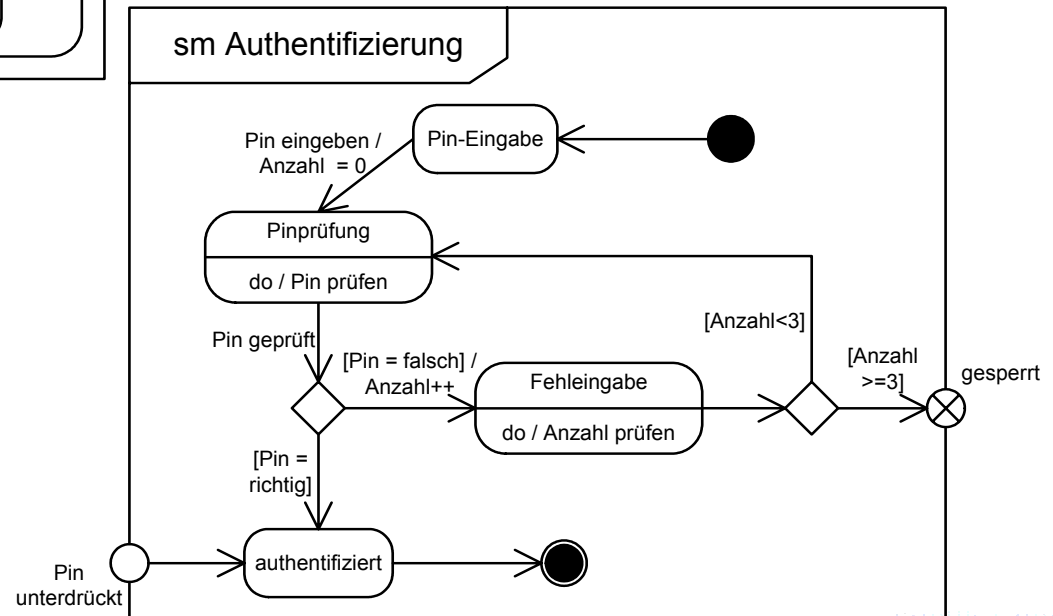 sm Authentifizierung
Pin eingeben /
Anzahl = 0
Pin-Eingabe
Pinprüfung
do / Pin prüfen
Pin geprüft
[Pin = falsch] /
Anzahl++
Fehleingabe
do / Anzahl prüfen
[Anzahl<3]
[Anzahl
>=3]
gesperrt
[Pin =
richtig]
authentifiziert
Pin
unterdrückt